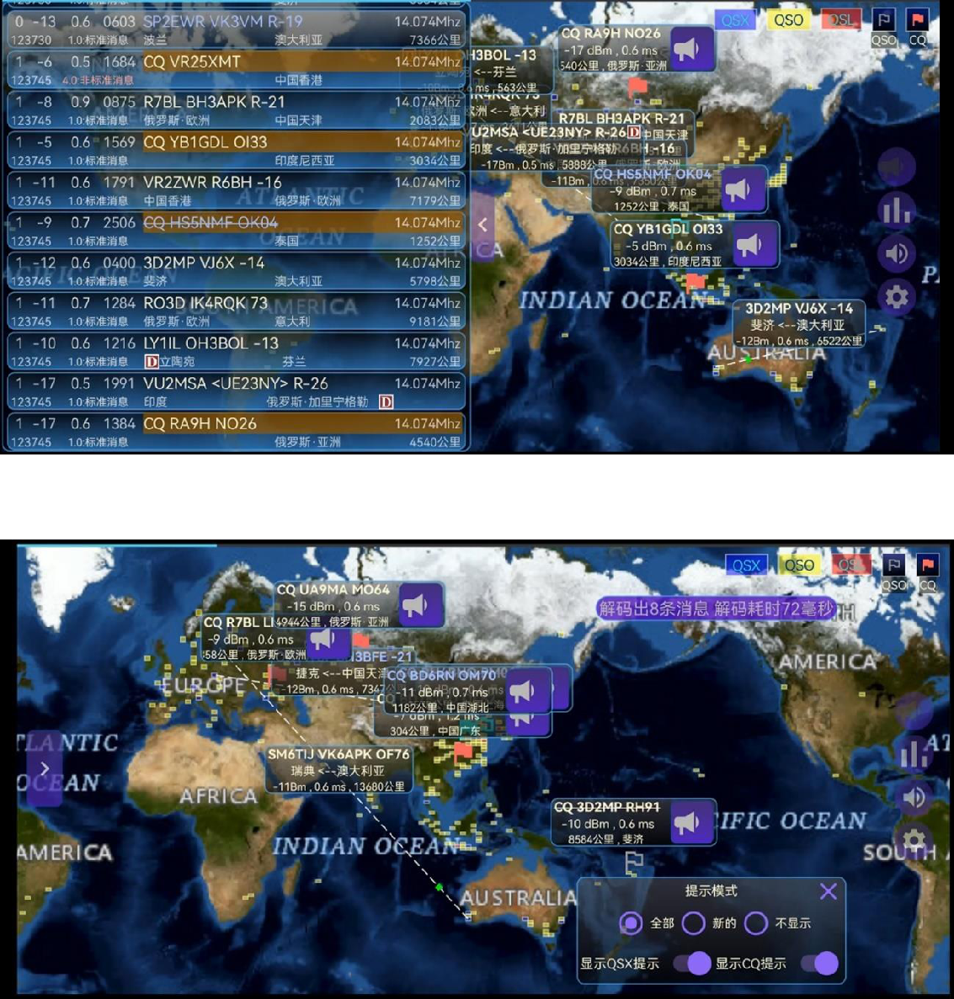 0 -13 0.6 0603 SP2EWR VK3VM R-19 14.074Mhz
123730 1.0:标准消息 波兰 澳大利亚 7366公里
1 -6 0.5 1684 CQ VR25XMT 14.074Mhz
123745 4.0:非标准消息 中国香港
1 -8 0.9 0875 R7BL BH3APK R-21 14.074Mhz
123745 1.0:标准消息 俄罗斯·欧洲 中国天津 2083公里
1 -5 0.6 1569 CQ YB1GDL OI33 14.074Mhz
123745 1.0:标准消息 印度尼西亚 3034公里
1 -11 0.6 1791 VR2ZWR R6BH -16 14.074Mhz
123745 1.0:标准消息 中国香港 俄罗斯·欧洲 7179公里
1 -9 0.7 2506 CQ HS5NMF OK04 14.074Mhz
123745 1.0:标准消息 泰国 1252公里
1 -12 0.6 0400 3D2MP VJ6X -14 14.074Mhz
123745 1.0:标准消息 斐济 澳大利亚 5798公里
1 -11 0.7 1284 RO3D IK4RQK 73 14.074Mhz
123745 1.0:标准消息 俄罗斯·欧洲 意大利 9181公里
1 -10 0.6 1216 LY1IL OH3BOL -13 14.074Mhz
123745 1.0:标准消息 D立陶宛 芬兰 7927公里
1 -17 0.5 1991 VU2MSA <UE23NY> R-26 14.074Mhz
123745 1.0:标准消息 印度 俄罗斯·加里宁格勒 D
1 -17 0.6 1384 CQ RA9H NO26 14.074Mhz
123745 1.0:标准消息 俄罗斯·亚洲 4540公里
QSX QSO QSL
QSO CQ
CQ RA9H NO26
-17 dBm , 0.6 ms
540公里, 俄罗斯·亚洲
H3BOL -13
<--芬兰
ms , 563公里
欧洲 <--意大利
R7BL BH3APK R-21
中国天津
U2MSA <UE23NY> R-26 D
印度 <--俄罗斯·加里宁格勒
-17Bm , 0.5 ms , 5888公里
BH -16
-11Bm
CQ HS5NMF OK04
-9 dBm , 0.7 ms
1252公里 , 泰国
CQ YB1GDL OI33
-5 dBm , 0.6 ms
3034公里 , 印度尼西亚
INDIAN OCEAN
3D2MP VJ6X -14
斐济 <--澳大利亚
-12Bm , 0.6 ms , 6522公里
AUSTRALIA
QSX QSO QSL
QSO CQ
解码出8条消息 解码耗时72毫秒
CQ UA9MA MO64
-15 dBm , 0.6 ms
4944公里 , 俄罗斯·亚洲
CQ R7BL
-9 dBm , 0.6 ms
58公里 , 俄罗斯·欧洲
3BFE -21
捷克 <--中国天津
-12Bm , 0.6 ms , 734
CQ BD6RN OM70
-11 dBm , 0.7 ms
1182公里 , 中国湖北
-7 dBm , 1.2 ms
304公里 , 中国广东
EUROPE
AMERICA
TLANTIC
OCEAN
SM6TIJ VK6APK OF76
瑞典 <--澳大利亚
-11Bm , 0.6 ms , 13680公里
AFRICA
CQ 3D2MP RH91
-10 dBm , 0.6 ms
8584公里 , 斐济
CIFIC OCEAN
AMERICA
INDIAN OCEAN
SOUTH
AUSTRALIA
提示模式
全部 新的 不显示
显示QSX提示 显示CQ提示